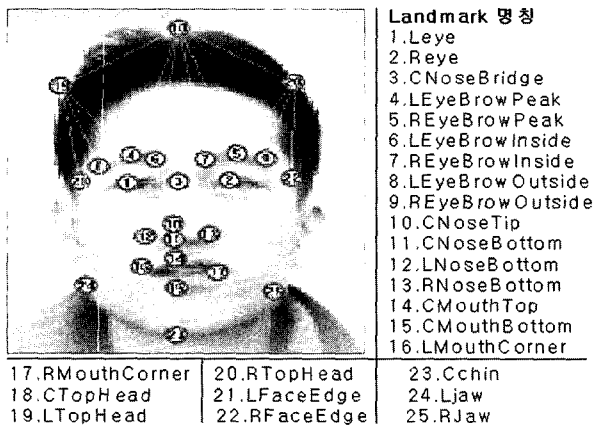 Landmark 명칭
1.Leye
2.Reye
3.CNoseBridge
4.LEyeBrowPeak
5.REyeBrowPeak
6.LEyeBrowInside
7.REyeBrowInside
8.LEyeBrowOutside
9.REyeBrowOutside
10.CNoseTip
11.CNoseBottom
12.LNoseBottom
13.RNoseBottom
14.CMouthTop
15.CMouthBottom
16.LMouthCorner
17.RMouthCorner 20.RTopHead 23.Cchin
18.CTopHead 21.LFaceEdge 24.Ljaw
19.LTopHead 22.RFaceEdge 25.RJaw